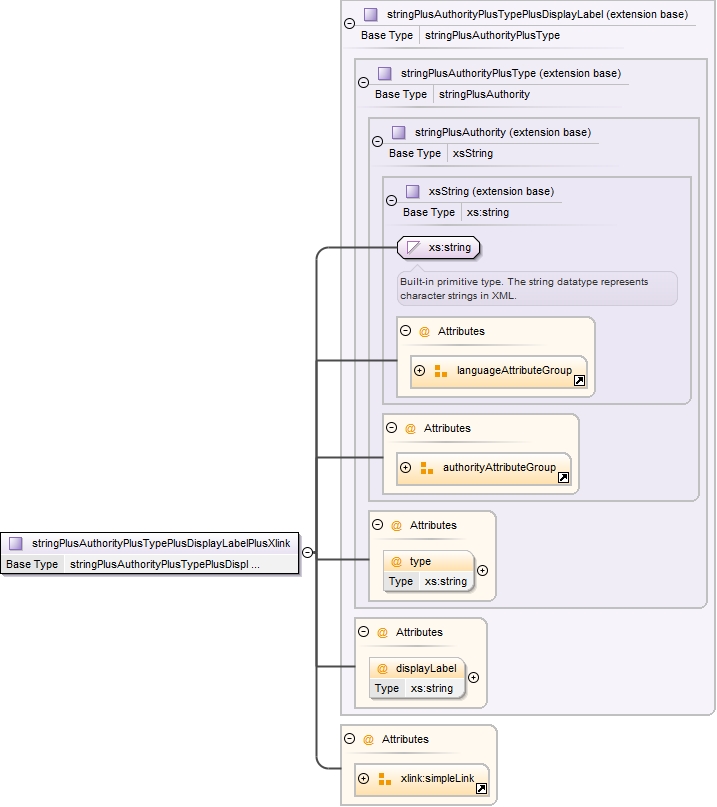 stringPlusAuthorityPlusTypePlusDisplayLabel (extension base)
Base Type stringPlusAuthorityPlusType
stringPlusAuthorityPlusType (extension base)
Base Type stringPlusAuthority
stringPlusAuthority (extension base)
Base Type xsString
xsString (extension base)
Base Type xs:string
xs:string
Built-in primitive type. The string datatype represents
character strings in XML.
@ Attributes
languageAttributeGroup
@ Attributes
authorityAttributeGroup
@ Attributes
@ type
Type xs:string
stringPlusAuthorityPlusTypePlusDisplayLabelPlusXlink
Base Type stringPlusAuthorityPlusTypePlusDispl ...
@ Attributes
@ displayLabel
Type xs:string
@ Attributes
xlink:simpleLink